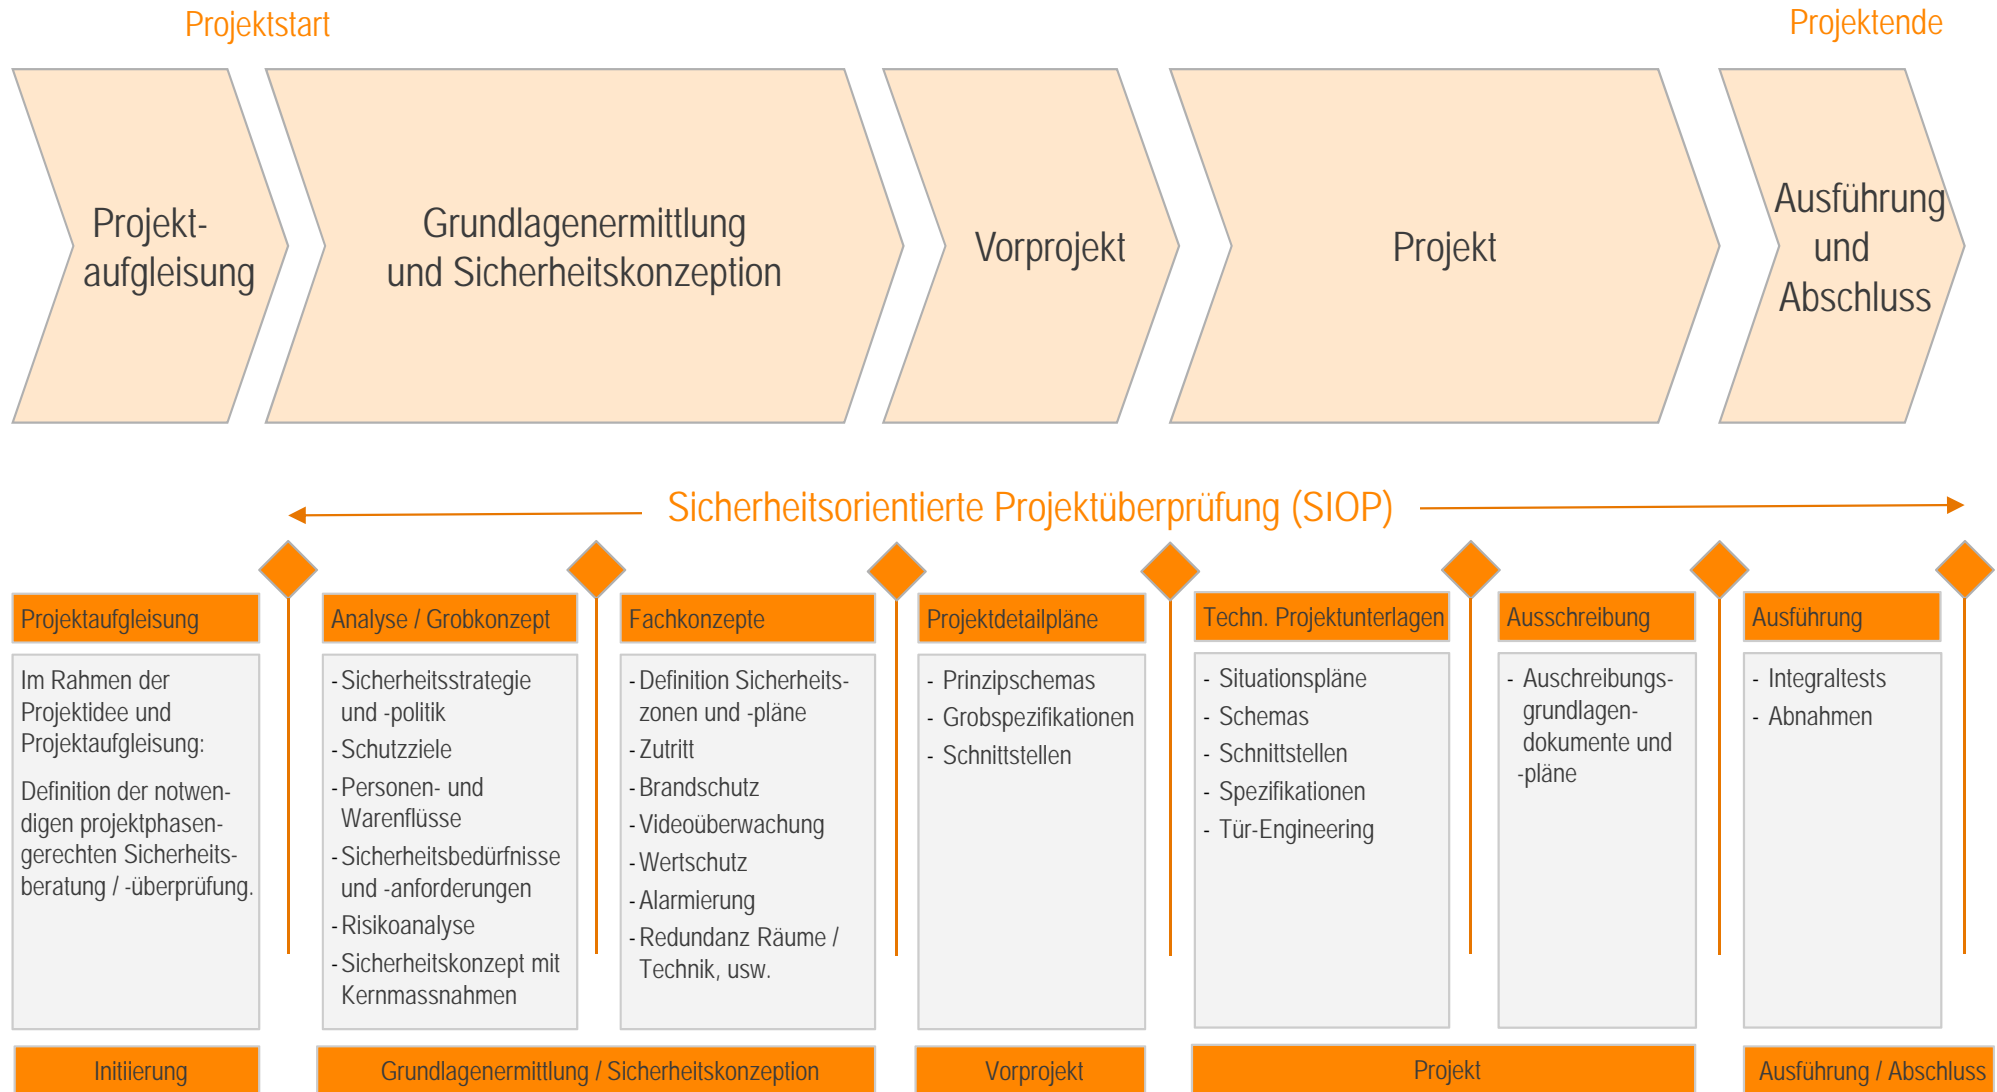 Projektstart
Projektende
Projekt-
aufgleisung
Grundlagenermittlung
und Sicherheitskonzeption
Vorprojekt
Projekt
Ausführung
und
Abschluss
Sicherheitsorientierte Projektüberprüfung (SIOP)
Projektaufgleisung
Im Rahmen der
Projektidee und
Projektaufgleisung:
Definition der notwen-
digen projektphasen-
gerechten Sicherheits-
beratung / -überprüfung.
Analyse / Grobkonzept
- Sicherheitsstrategie
und -politik
- Schutzziele
- Personen- und
Warenflüsse
- Sicherheitsbedürfnisse
und -anforderungen
- Risikoanalyse
- Sicherheitskonzept mit
Kernmassnahmen
Fachkonzepte
- Definition Sicherheits-
zonen und -pläne
- Zutritt
- Brandschutz
- Videoüberwachung
- Wertschutz
- Alarmierung
- Redundanz Räume /
Technik, usw.
Projektdetailpläne
- Prinzipschemas
- Grobspezifikationen
- Schnittstellen
Techn. Projektunterlagen
- Situationspläne
- Schemas
- Schnittstellen
- Spezifikationen
- Tür-Engineering
Ausschreibung
- Auschreibungs-
grundlagen-
dokumente und
-pläne
Ausführung
- Integraltests
- Abnahmen
Initiierung
Grundlagenermittlung / Sicherheitskonzeption
Vorprojekt
Projekt
Ausführung / Abschluss